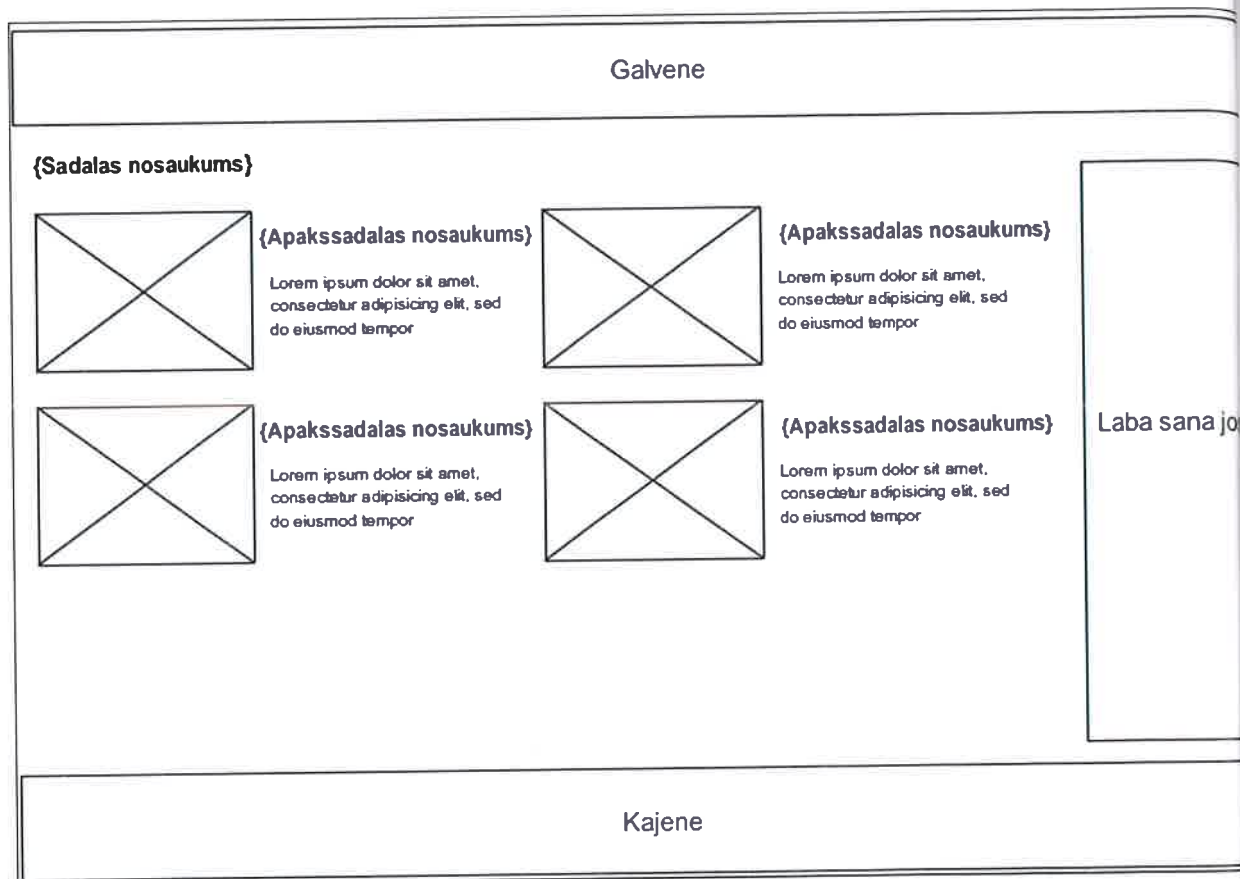 Galvene
{Sadalas nosaukums}
{Apakssadalas nosaukums}
Lorem ipsum dolor sit amet,
consectetur adipisicing elit, sed
do eiusmod tempor
{Apakssadalas nosaukums}
Lorem ipsum dolor sit amet,
consectetur adipisicing elit, sed
do eiusmod tempor
{Apakssadalas nosaukums}
Lorem ipsum dolor sit amet,
consectetur adipisicing elit, sed
do eiusmod tempor
{Apakssadalas nosaukums}
Lorem ipsum dolor sit amet,
consectetur adipisicing elit, sed
do eiusmod tempor
Laba sana
Kajene